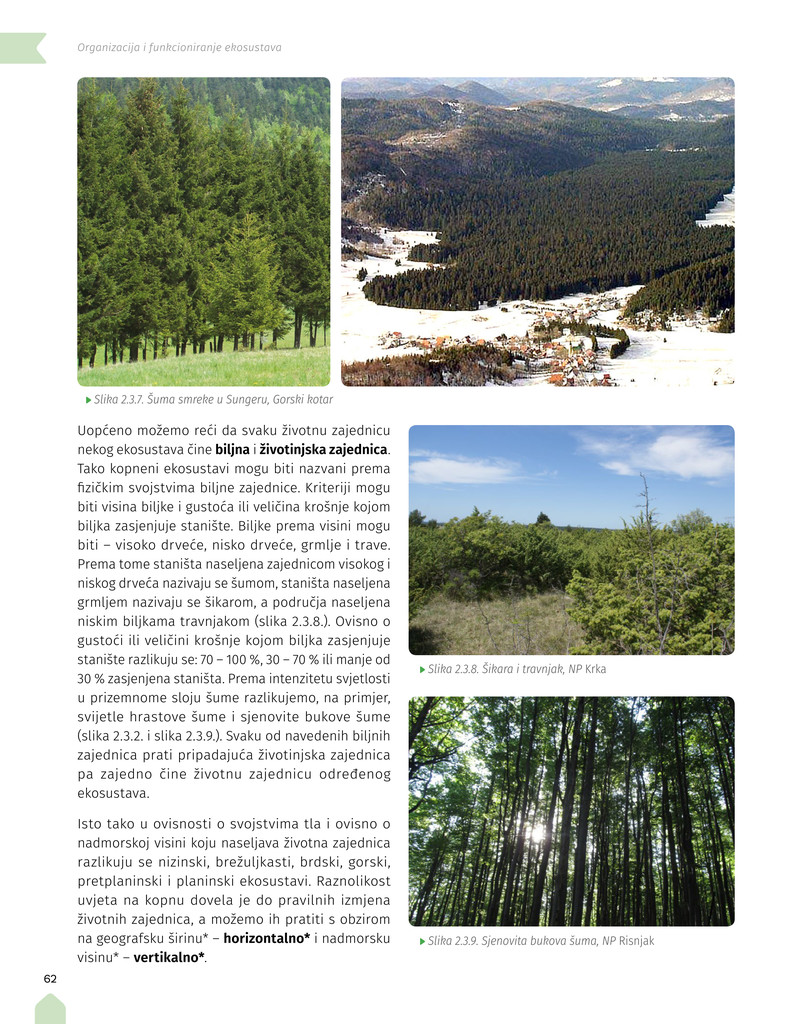 Organizacija i funkcioniranje ekosustava
Slika 2.3.7. Šuma smreke u Sungeru, Gorski kotar
Uopćeno možemo reći da svaku životnu zajednicu
nekog ekosustava čine biljna i životinjska zajednica.
Tako kopneni ekosustavi mogu biti nazvani prema
fizičkim svojstvima biljne zajednice. Kriteriji mogu
biti visina biljke i gustoća ili veličina krošnje kojom
biljka zasjenjuje stanište. Biljke prema visini mogu
biti – visoko drveće, nisko drveće, grmlje i trave.
Prema tome staništa naseljena zajednicom visokog i
niskog drveća nazivaju se šumom, staništa naseljena
grmljem nazivaju se šikarom, a područja naseljena
niskim biljkama travnjakom (slika 2.3.8.). Ovisno o
gustoći ili veličini krošnje kojom biljka zasjenjuje
stanište razlikuju se: 70 – 100 %, 30 – 70 % ili manje od
30 % zasjenjena staništa. Prema intenzitetu svjetlosti
u prizemnome sloju šume razlikujemo, na primjer,
svijetle hrastove šume i sjenovite bukove šume
(slika 2.3.2. i slika 2.3.9.). Svaku od navedenih biljnih
zajednica prati pripadajuća životinjska zajednica
pa zajedno čine životnu zajednicu određenog
ekosustava.
Isto tako u ovisnosti o svojstvima tla i ovisno o
nadmorskoj visini koju naseljava životna zajednica
razlikuju se nizinski, brežuljkasti, brdski, gorski,
pretplaninski i planinski ekosustavi. Raznolikost
uvjeta na kopnu dovela je do pravilnih izmjena
životnih zajednica, a možemo ih pratiti s obzirom
na geografsku širinu* – horizontalno* i nadmorsku
visinu* – vertikalno*.
Slika 2.3.8. Šikara i travnjak, NP Krka
Slika 2.3.9. Sjenovita bukova šuma, NP Risnjak
62